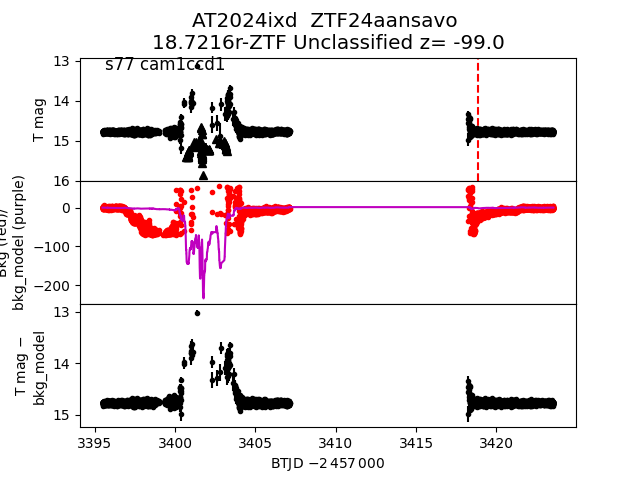 AT2024ixd  ZTF24aansavo
18.7216r-ZTF Unclassified z= -99.0
s77 cam1ccd1
13
14
15
16
T mag
0
−100
−200
Bkg (red)/
bkg_model (purple)
13
14
15
T mag −
bkg_model
3395
3400
3405
3410
3415
3420
BTJD −2 457 000